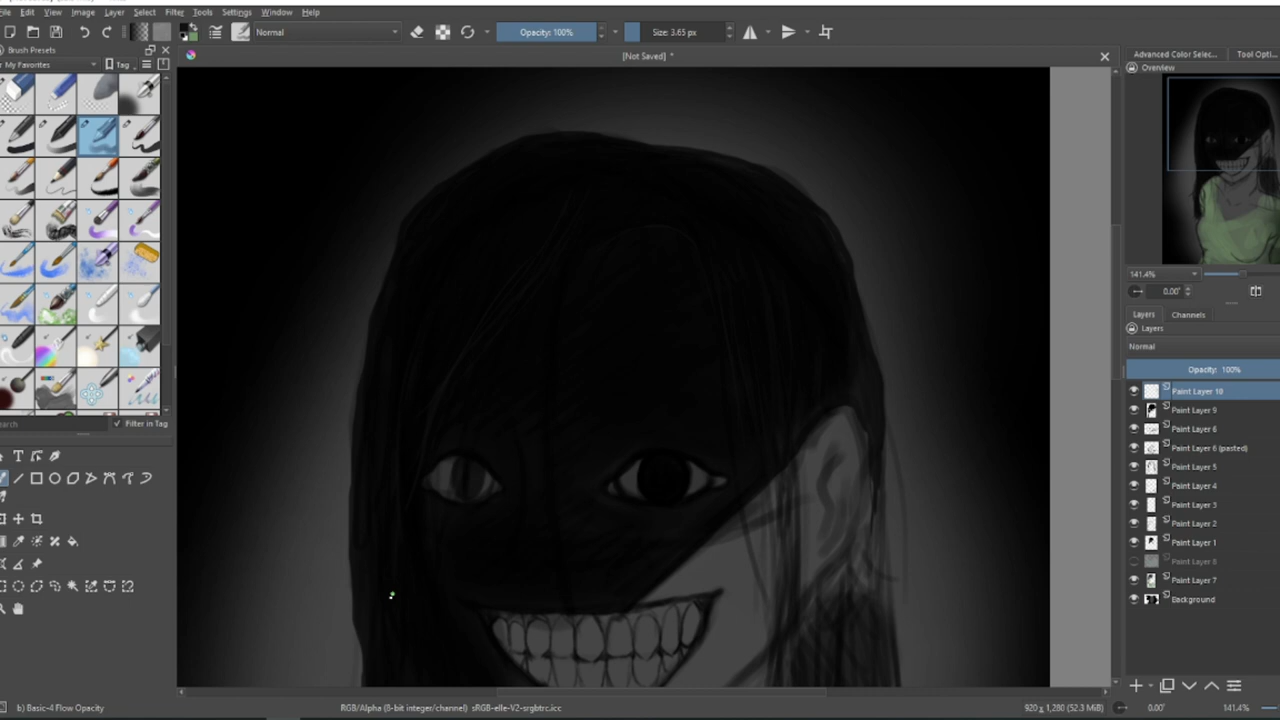 File Edit View Image Layer Select Filter Tools Settings Window Help
Normal
Opacity: 100%
Size: 3.65 px
Brush Presets
[Not Saved] *
Advanced Color Selec...
Tool Opti...
My Favorites
Tag
Overview
141.4%
0.00°
Layers
Channels
Layers
Normal
Opacity: 100%
Paint Layer 10
Paint Layer 9
Paint Layer 6
Paint Layer 6 (pasted)
Paint Layer 5
Paint Layer 4
Paint Layer 3
Paint Layer 2
Paint Layer 1
Paint Layer 8
Paint Layer 7
Background
Filter in Tag
b) Basic-4 Flow Opacity
RGB/Alpha (8-bit integer/channel) sRGB-elle-V2-srgbtrc.icc
920 x 1,280 (52.3 MiB)
0.00°
141.4%